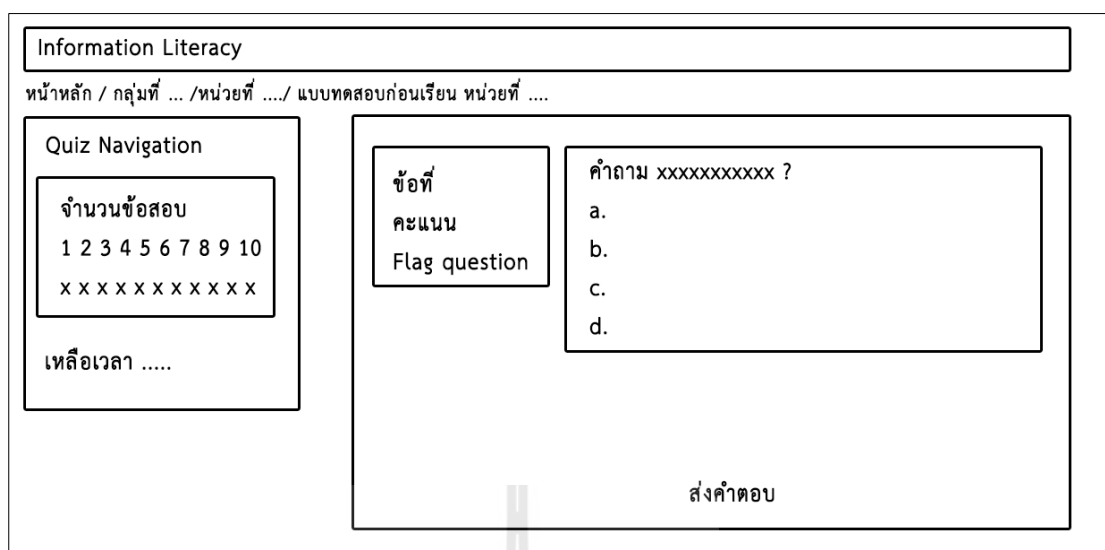 Information Literacy
หน้าหลัก / กลุ่มที่ ... /หน่วยที่ ..../ แบบทดสอบก่อนเรียน หน่วยที่ ....
Quiz Navigation
จำนวนข้อสอบ
1 2 3 4 5 6 7 8 9 10
x x x x x x x x x x x
เหลือเวลา .....
ข้อที่
คะแนน
Flag question
คำถาม xxxxxxxxxxx ?
a.
b.
c.
d.
ส่งคำตอบ